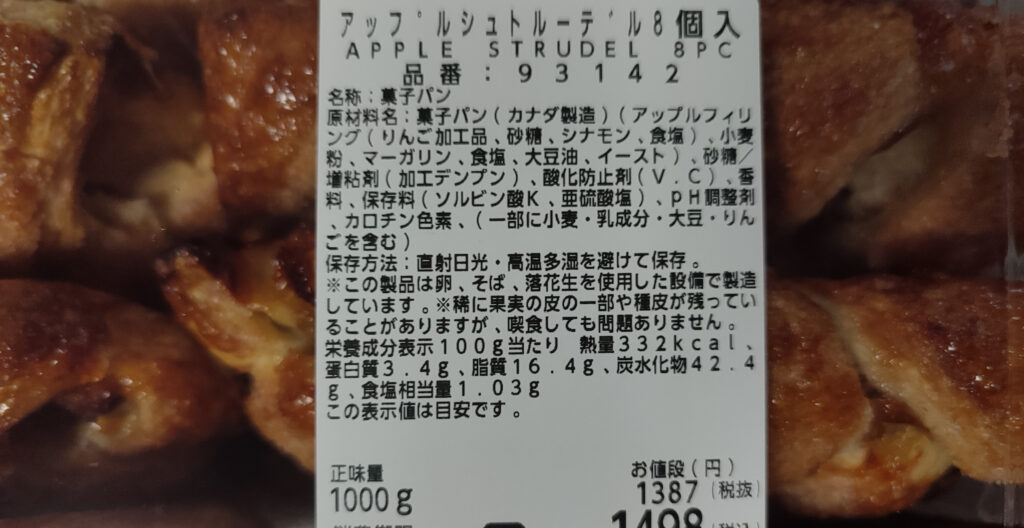 アップルシュトルーデル8個入
APPLE STRUDEL 8PC
品番:93142
名称:菓子パン
原材料名:菓子パン(カナダ製造)(アップルフィリ
ング(りんご加工品、砂糖、シナモン、食塩)、小麦
粉、マーガリン、食塩、大豆油、イースト)、砂糖/
増粘剤(加工デンプン)、酸化防止剤(V.C)、香
料、保存料(ソルビン酸K、亜硫酸塩)、pH調整剤
、カロチン色素、(一部に小麦・乳成分・大豆・りん
ごを含む)
保存方法:直射日光・高温多湿を避けて保存。
※この製品は卵、そば、落花生を使用した設備で製造
しています。※稀に果実の皮の一部や種皮が残ってい
ることがありますが、喫食しても問題ありません。
栄養成分表示100g当たり 熱量332kcal、
蛋白質3.4g、脂質16.4g、炭水化物42.4
g、食塩相当量1.03g
この表示値は目安です。
正味量
1000g
お値段(円)
1387(税抜)
1498(税込)